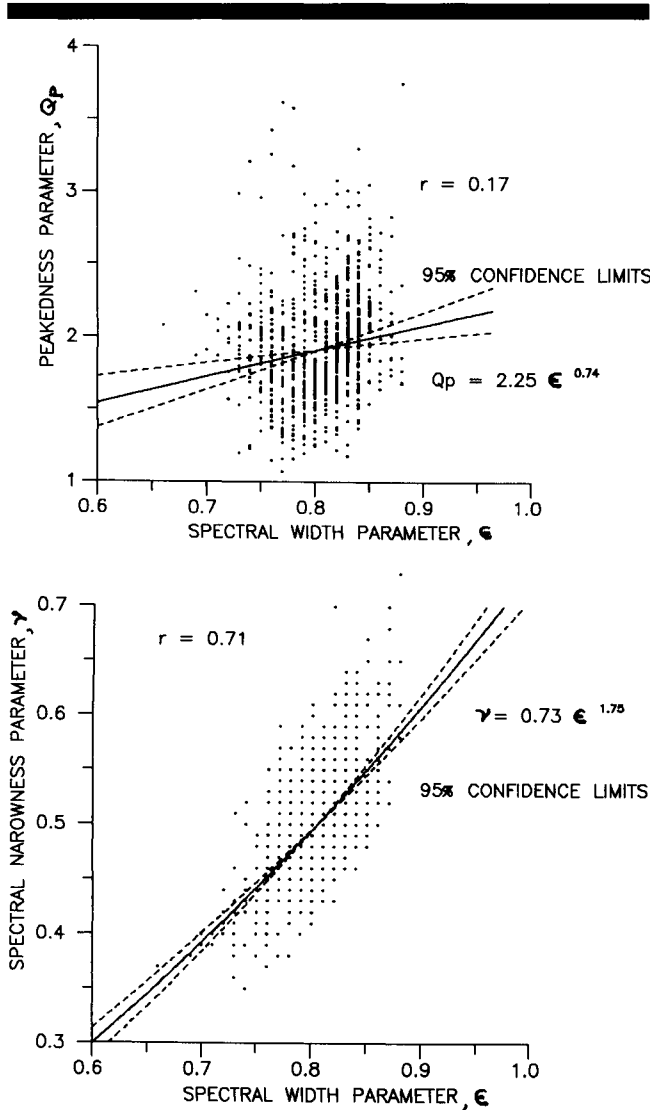 4
3
2
1
PEAKEDNESS PARAMETER, Qp
r = 0.17
95% CONFIDENCE LIMITS
Qp = 2.25 ϵ 0.74
0.6 0.7 0.8 0.9 1.0
SPECTRAL WIDTH PARAMETER, ϵ
0.7
0.6
0.5
0.4
0.3
SPECTRAL NAROWNESS PARAMETER, γ
r = 0.71
γ = 0.73 ϵ 1.75
95% CONFIDENCE LIMITS
0.6 0.7 0.8 0.9 1.0
SPECTRAL WIDTH PARAMETER, ϵ